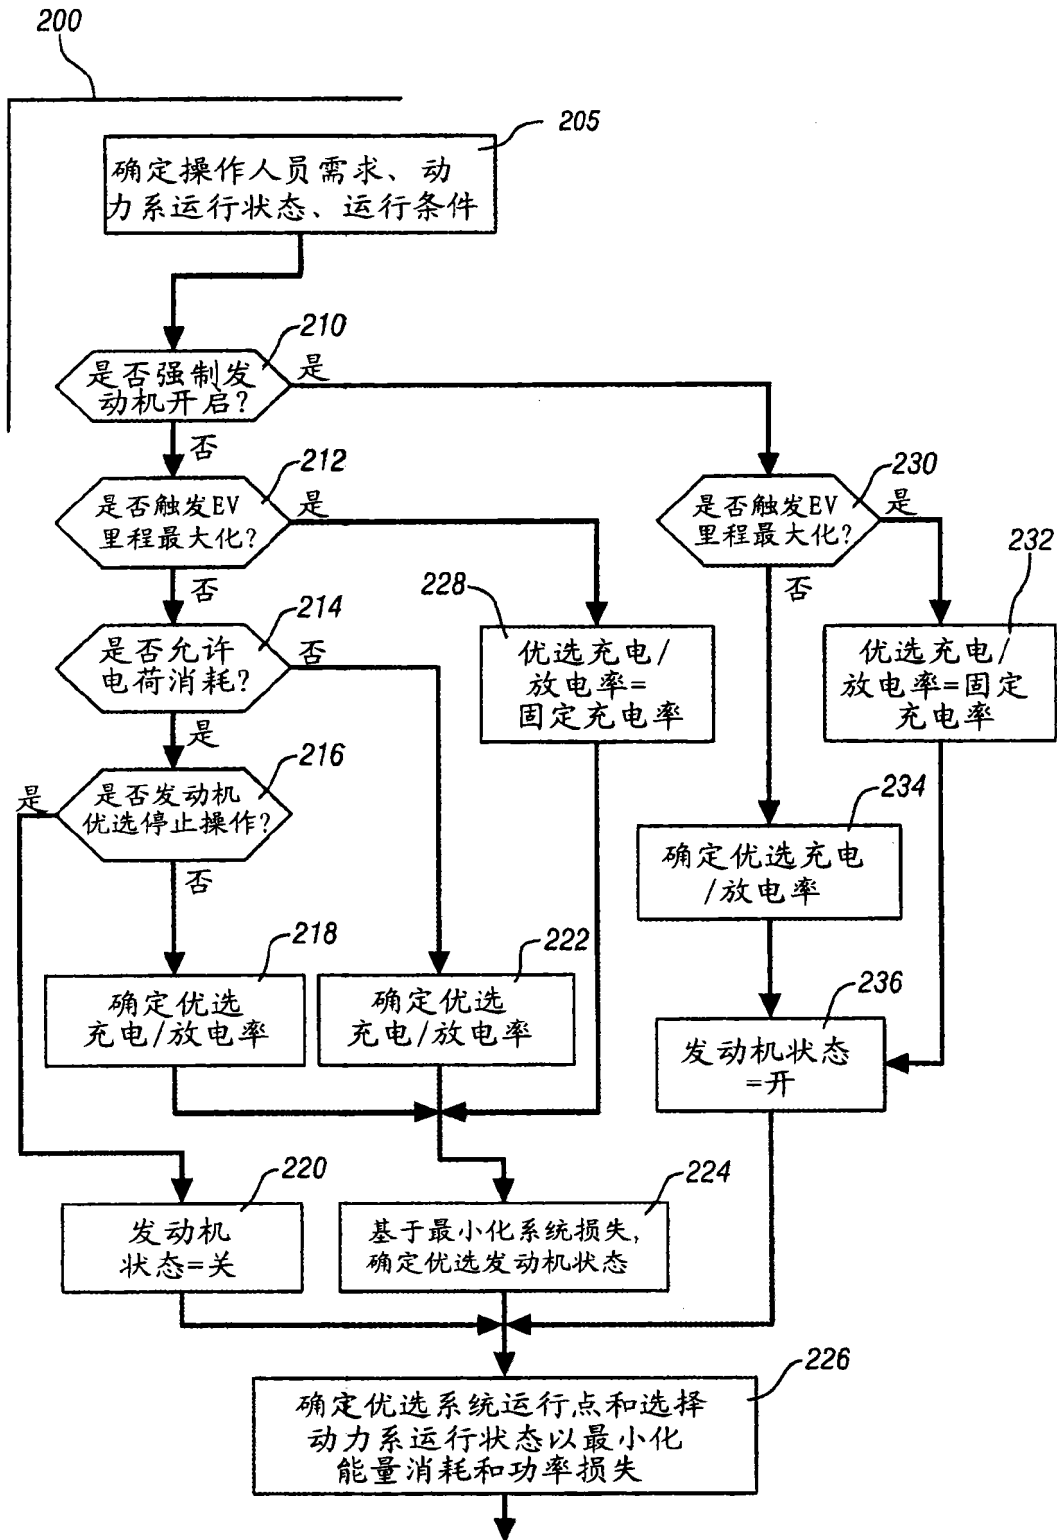 200
205
确定操作人员需求、动
力系运行状态、运行条件
210
是否强制发
动机开启?
是
否
212
是否触发EV
里程最大化?
是
否
230
是否触发EV
里程最大化?
是
否
232
优选充电/
放电率=固定
充电率
228
优选充电/
放电率=
固定充电率
214
是否允许
电荷消耗?
否
是
216
是否发动机
优选停止操作?
是
否
234
确定优选充电
/放电率
218
确定优选
充电/放电率
222
确定优选
充电/放电率
236
发动机状态
=开
220
发动机
状态=关
224
基于最小化系统损失,
确定优选发动机状态
226
确定优选系统运行点和选择
动力系运行状态以最小化
能量消耗和功率损失